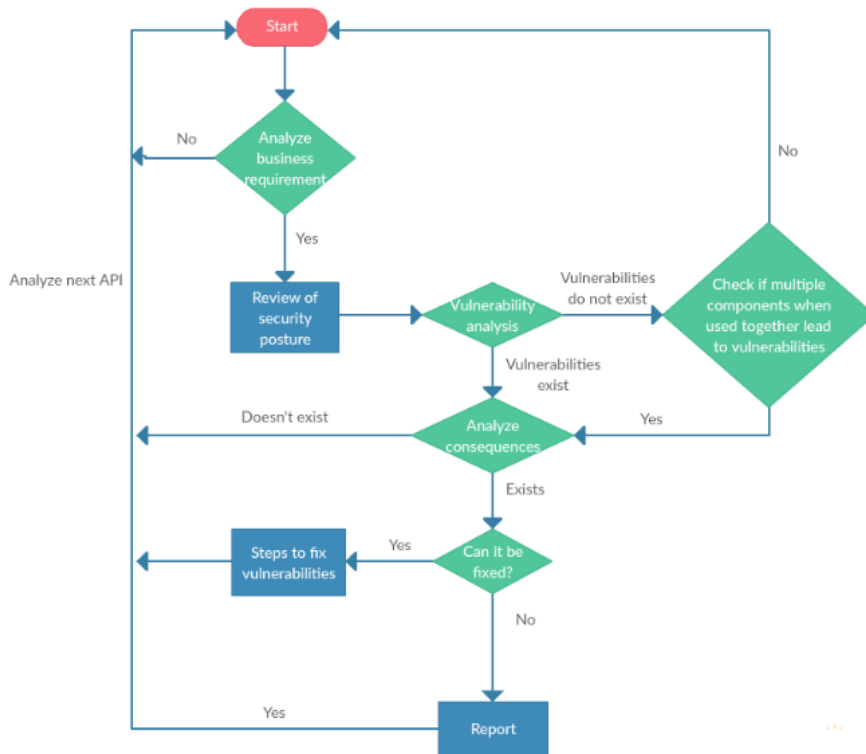 Start
No
Analyze
business
requirement
No
Yes
Analyze next API
Review of
security
posture
Vulnerability
analysis
Vulnerabilities
do not exist
Check if multiple
components when
used together lead
to vulnerabilities
Vulnerabilities
exist
Doesn't exist
Analyze
consequences
Yes
Exists
Steps to fix
vulnerabilities
Yes
Can it be
fixed?
No
Yes
Report